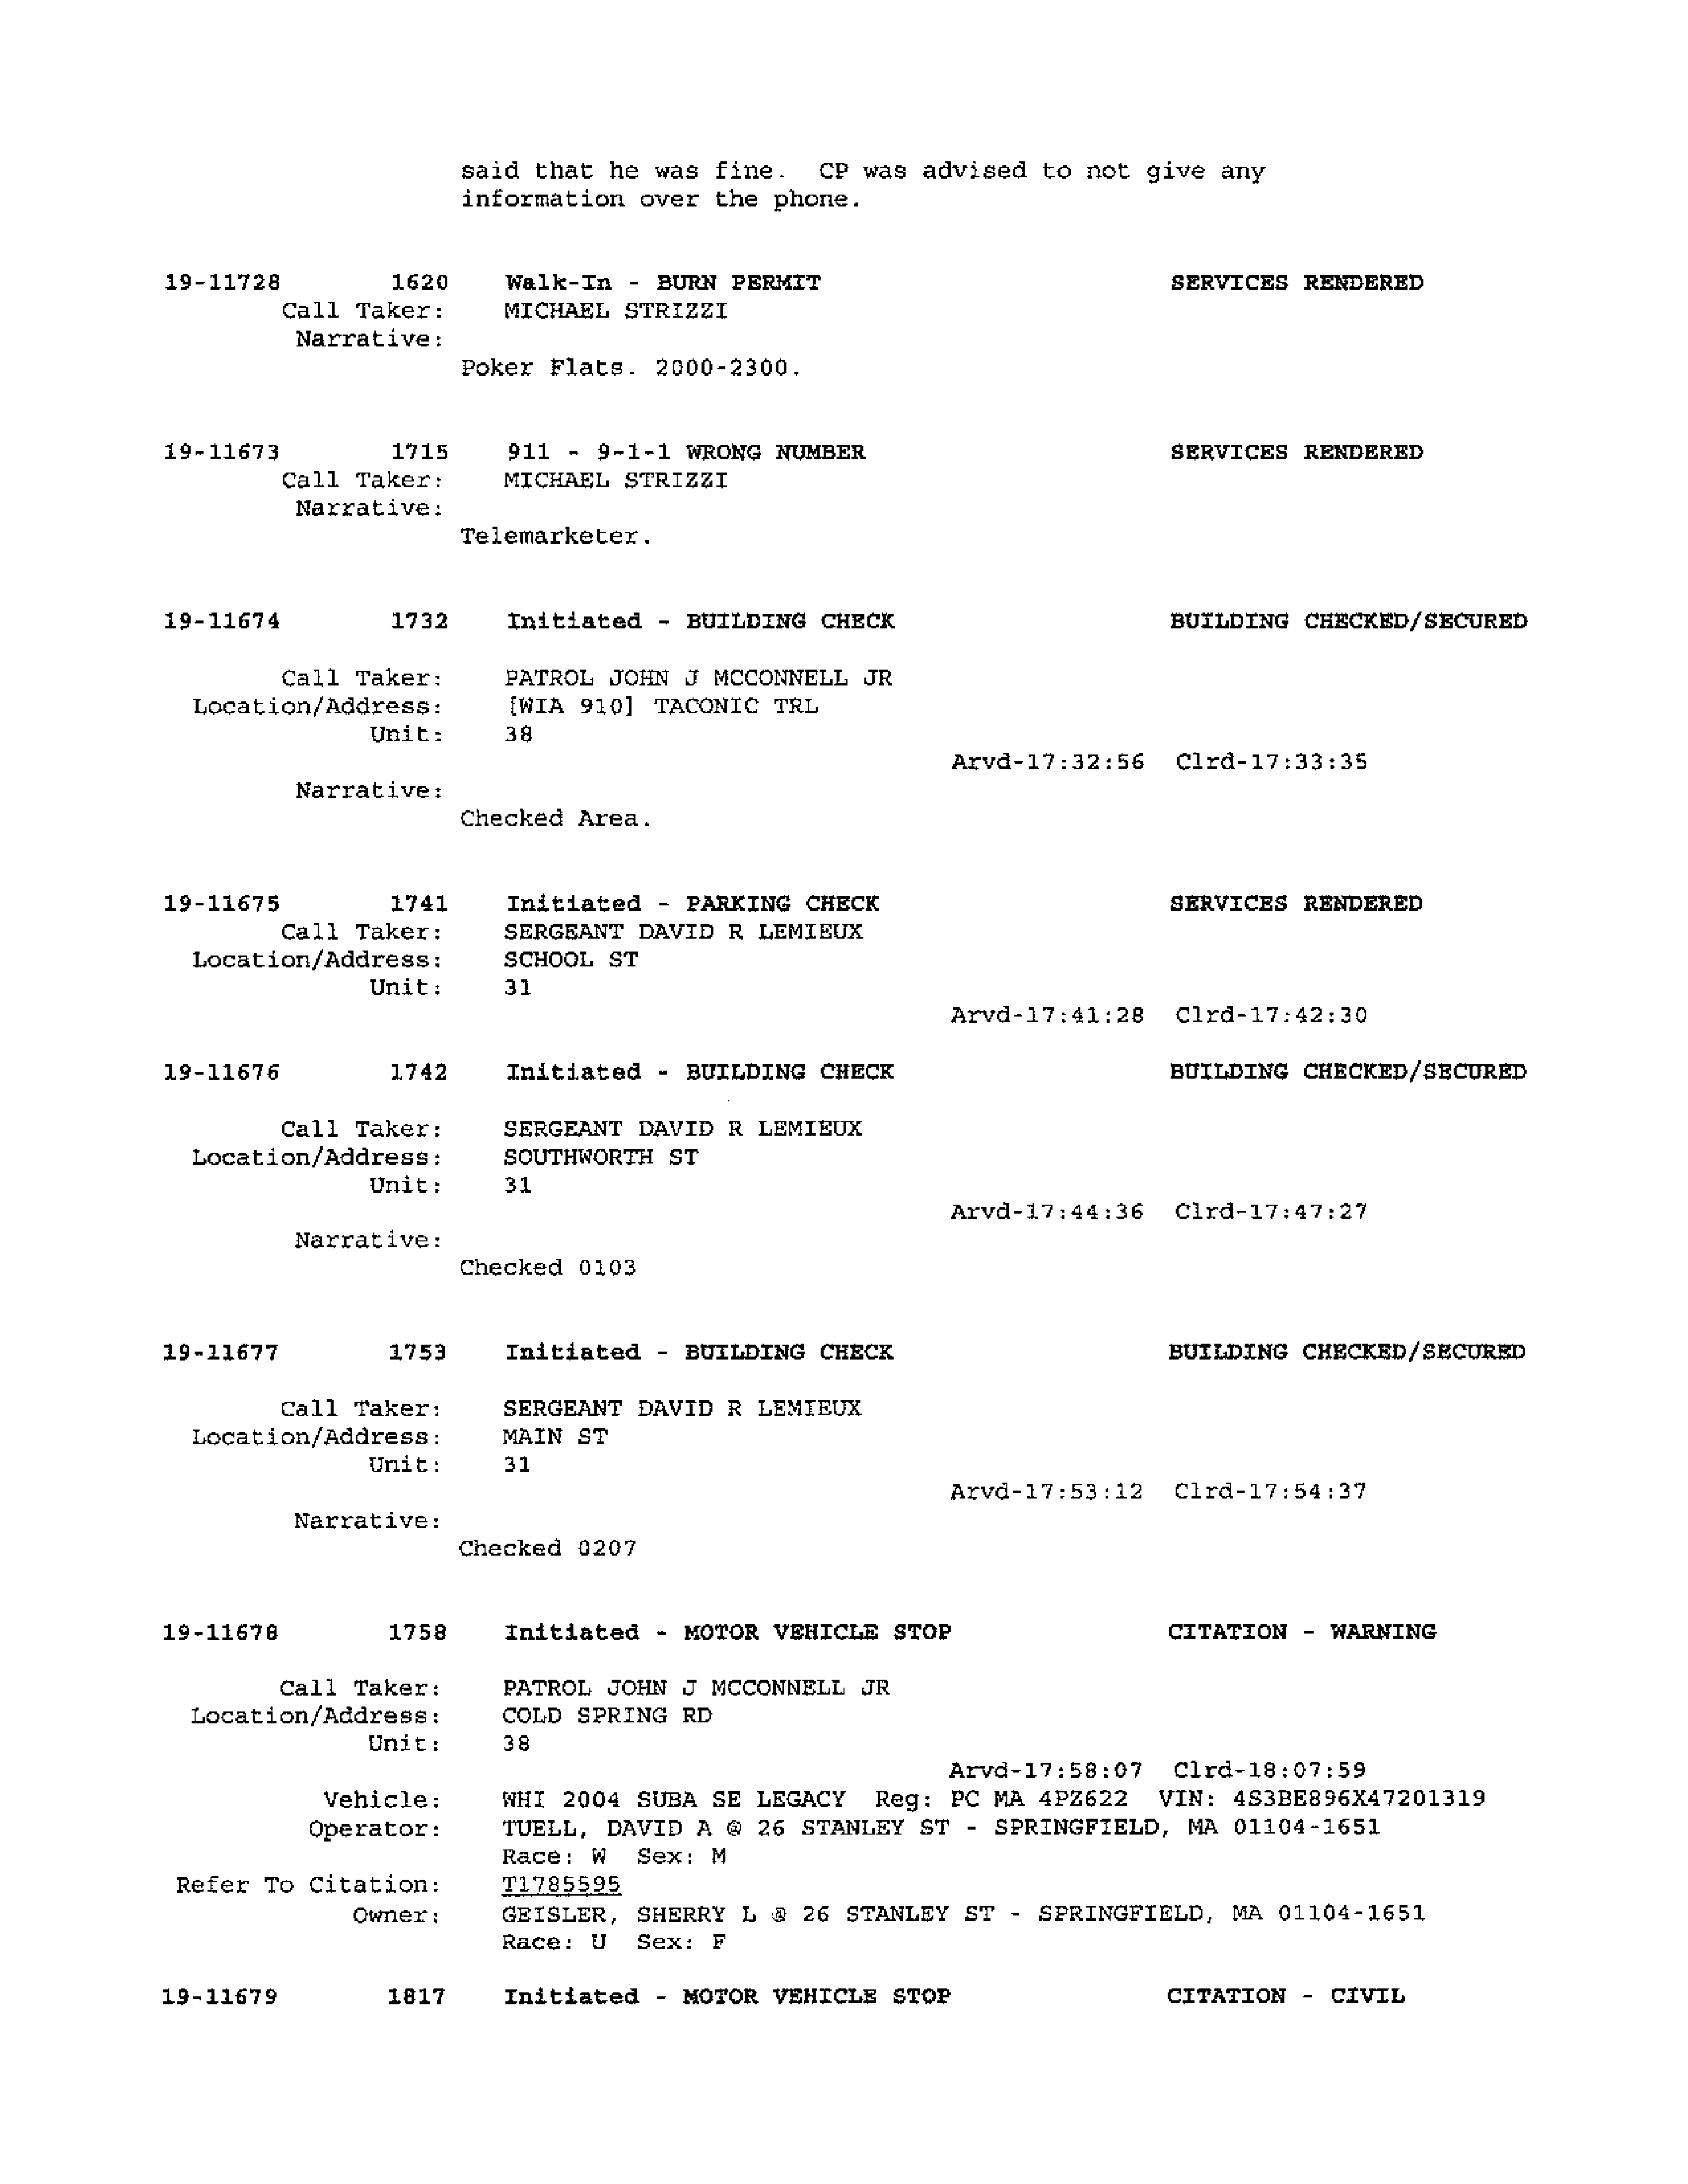 said that he was fine.  CP was advised to not give any
information over the phone.
19-11728 1620 Walk-In - BURN PERMIT SERVICES RENDERED
Call Taker: MICHAEL STRIZZI
Narrative:
Poker Flats. 2000-2300.
19-11673 1715 911 - 9-1-1 WRONG NUMBER SERVICES RENDERED
Call Taker: MICHAEL STRIZZI
Narrative:
Telemarketer.
19-11674 1732 Initiated - BUILDING CHECK BUILDING CHECKED/SECURED
Call Taker: PATROL JOHN J MCCONNELL JR
Location/Address: [WIA 910] TACONIC TRL
Unit: 38
Arvd-17:32:56 Clrd-17:33:35
Narrative:
Checked Area.
19-11675 1741 Initiated - PARKING CHECK SERVICES RENDERED
Call Taker: SERGEANT DAVID R LEMIEUX
Location/Address: SCHOOL ST
Unit: 31
Arvd-17:41:28 Clrd-17:42:30
19-11676 1742 Initiated - BUILDING CHECK BUILDING CHECKED/SECURED
Call Taker: SERGEANT DAVID R LEMIEUX
Location/Address: SOUTHWORTH ST
Unit: 31
Arvd-17:44:36 Clrd-17:47:27
Narrative:
Checked 0103
19-11677 1753 Initiated - BUILDING CHECK BUILDING CHECKED/SECURED
Call Taker: SERGEANT DAVID R LEMIEUX
Location/Address: MAIN ST
Unit: 31
Arvd-17:53:12 Clrd-17:54:37
Narrative:
Checked 0207
19-11678 1758 Initiated - MOTOR VEHICLE STOP CITATION - WARNING
Call Taker: PATROL JOHN J MCCONNELL JR
Location/Address: COLD SPRING RD
Unit: 38
Arvd-17:58:07 Clrd-18:07:59
Vehicle: WHI 2004 SUBA SE LEGACY Reg: PC MA 4PZ622 VIN: 4S3BE896X47201319
Operator: TUELL, DAVID A @ 26 STANLEY ST - SPRINGFIELD, MA 01104-1651
Race: W Sex: M
Refer To Citation: T1785595
Owner: GEISLER, SHERRY L @ 26 STANLEY ST - SPRINGFIELD, MA 01104-1651
Race: U Sex: F
19-11679 1817 Initiated - MOTOR VEHICLE STOP CITATION - CIVIL